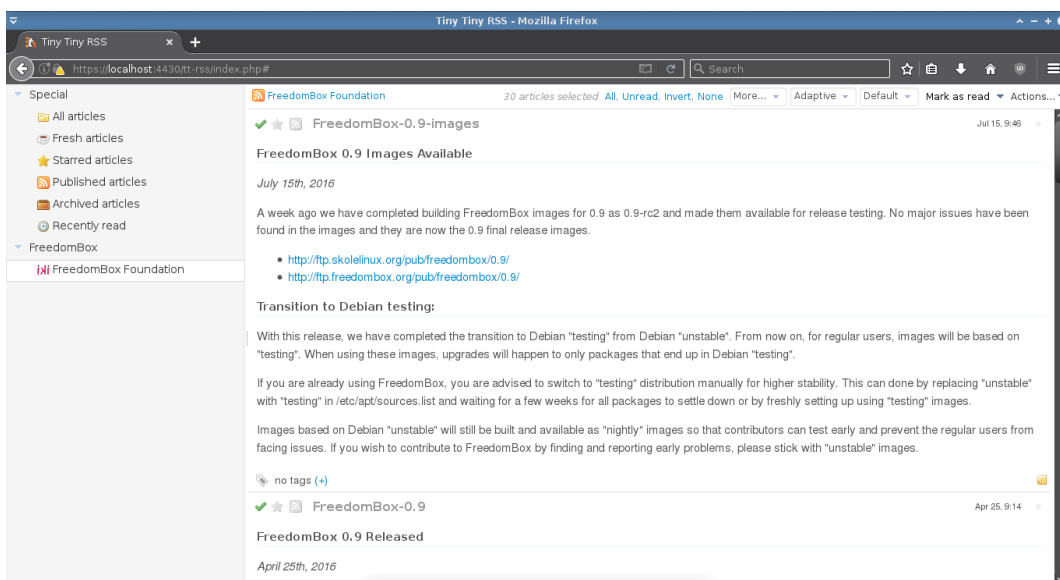 Tiny Tiny RSS - Mozilla Firefox
Tiny Tiny RSS
https://localhost:4430/tt-rss/index.php#
Search
Special
All articles
Fresh articles
Starred articles
Published articles
Archived articles
Recently read
FreedomBox
FreedomBox Foundation
FreedomBox Foundation 30 articles selected All, Unread, Invert, None More... Adaptive Default Mark as read Actions...
FreedomBox-0.9-images Jul 15, 9:46
FreedomBox 0.9 Images Available
July 15th, 2016
A week ago we have completed building FreedomBox images for 0.9 as 0.9-rc2 and made them available for release testing. No major issues have been
found in the images and they are now the 0.9 final release images.
http://ftp.skolelinux.org/pub/freedombox/0.9/
http://ftp.freedombox.org/pub/freedombox/0.9/
Transition to Debian testing:
With this release, we have completed the transition to Debian "testing" from Debian "unstable". From now on, for regular users, images will be based on
"testing". When using these images, upgrades will happen to only packages that end up in Debian "testing".
If you are already using FreedomBox, you are advised to switch to "testing" distribution manually for higher stability. This can done by replacing "unstable"
with "testing" in /etc/apt/sources.list and waiting for a few weeks for all packages to settle down or by freshly setting up using "testing" images.
Images based on Debian "unstable" will still be built and available as "nightly" images so that contributors can test early and prevent the regular users from
facing issues. If you wish to contribute to FreedomBox by finding and reporting early problems, please stick with "unstable" images.
no tags (+)
FreedomBox-0.9 Apr 25, 9:14
FreedomBox 0.9 Released
April 25th, 2016